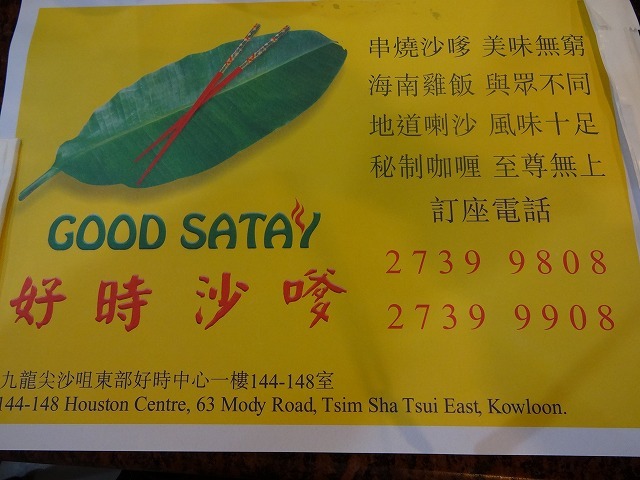 串燒沙嗲 美味無窮
海南雞飯 與眾不同
地道喇沙 風味十足
秘制咖喱 至尊無上
訂座電話
2739 9808
2739 9908
GOOD SATAY
好時沙嗲
九龍尖沙咀東部好時中心一樓144-148室
144-148 Houston Centre, 63 Mody Road, Tsim Sha Tsui East, Kowloon.